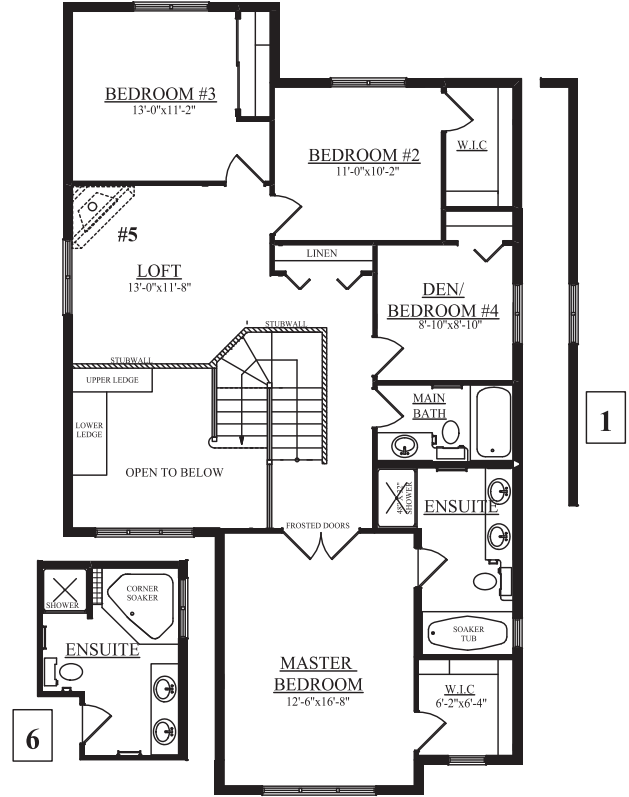 BEDROOM #3
13'-0"x11'-2"
BEDROOM #2
11'-0"x10'-2"
W.I.C
#5
LOFT
13'-0"x11'-8"
LINEN
DEN/
BEDROOM #4
8'-10"x8'-10"
STUBWALL
STUBWALL
UPPER LEDGE
LOWER
LEDGE
MAIN
BATH
1
OPEN TO BELOW
48"x32"
SHOWER
ENSUITE
FROSTED DOORS
SHOWER
CORNER
SOAKER
ENSUITE
SOAKER
TUB
MASTER
BEDROOM
12'-6"x16'-8"
W.I.C
6'-2"x6'-4"
6